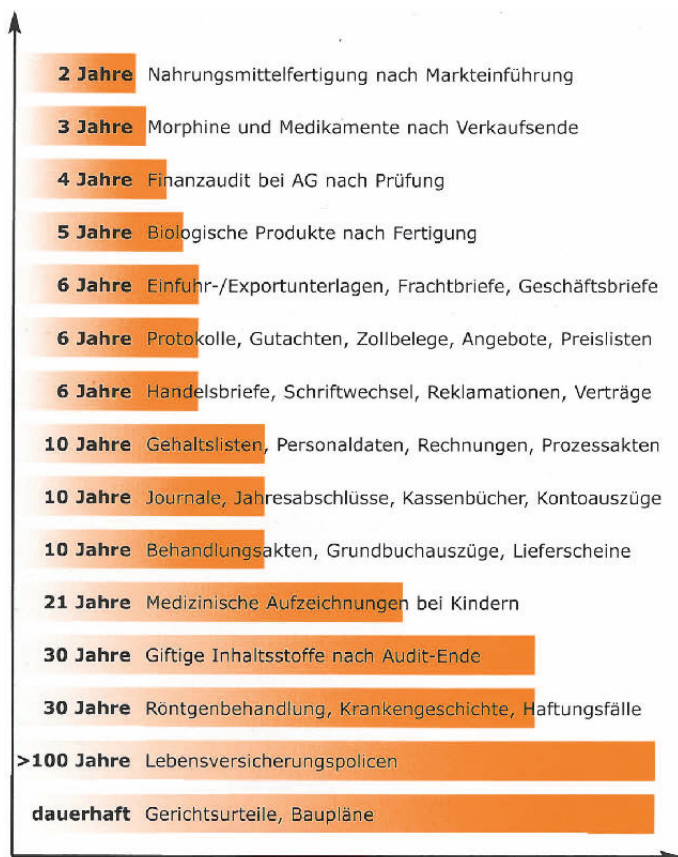 2 Jahre Nahrungsmittelfertigung nach Markteinführung
3 Jahre Morphine und Medikamente nach Verkaufsende
4 Jahre Finanzaudit bei AG nach Prüfung
5 Jahre Biologische Produkte nach Fertigung
6 Jahre Einfuhr-/Exportunterlagen, Frachtbriefe, Geschäftsbriefe
6 Jahre Protokolle, Gutachten, Zollbelege, Angebote, Preislisten
6 Jahre Handelsbriefe, Schriftwechsel, Reklamationen, Verträge
10 Jahre Gehaltslisten, Personaldaten, Rechnungen, Prozessakten
10 Jahre Journale, Jahresabschlüsse, Kassenbücher, Kontoauszüge
10 Jahre Behandlungsakten, Grundbuchauszüge, Lieferscheine
21 Jahre Medizinische Aufzeichnungen bei Kindern
30 Jahre Giftige Inhaltsstoffe nach Audit-Ende
30 Jahre Röntgenbehandlung, Krankengeschichte, Haftungsfälle
>100 Jahre Lebensversicherungspolicen
dauerhaft Gerichtsurteile, Baupläne